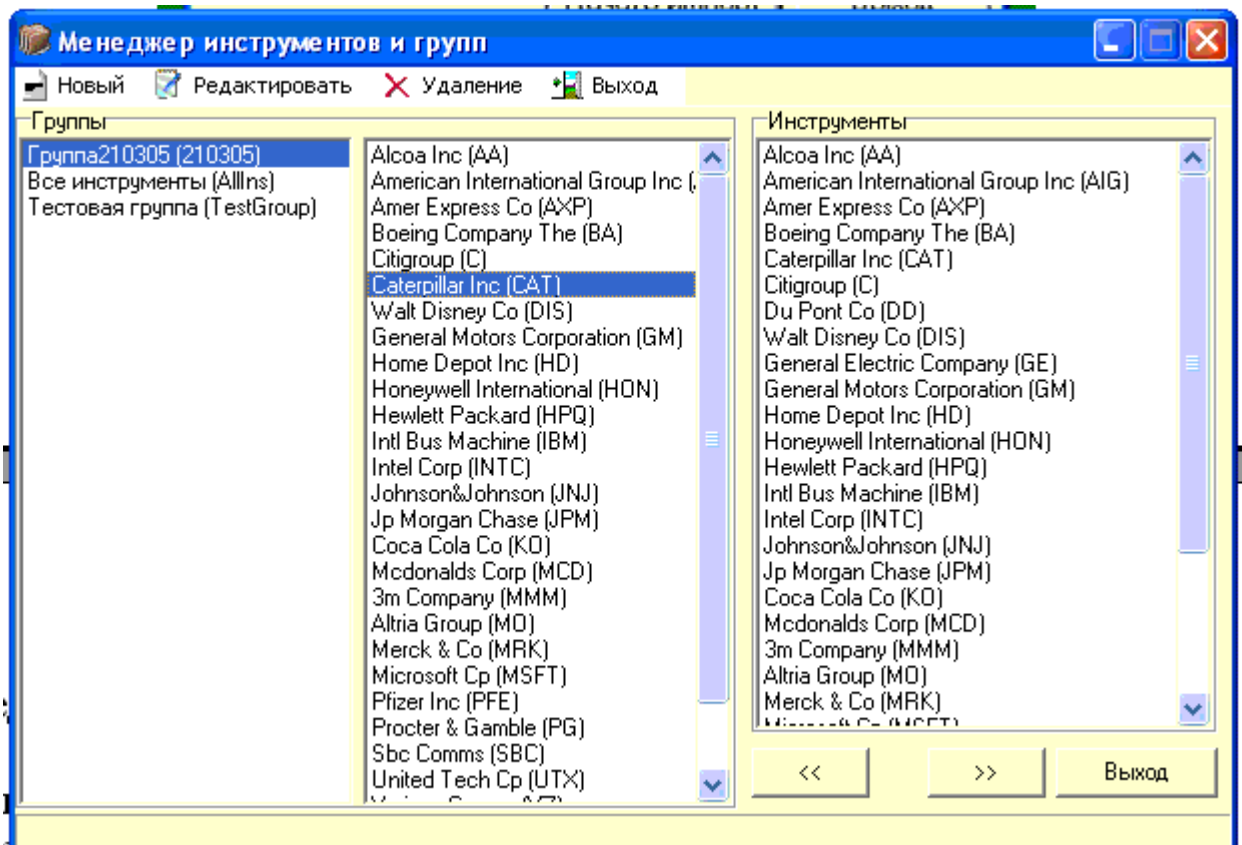 Менеджер инструментов и групп
Новый Редактировать Удаление Выход
Группы
Группа210305 (210305)
Все инструменты (AllIns)
Тестовая группа (TestGroup)
Alcoa Inc (AA)
American International Group Inc (
Amer Express Co (AXP)
Boeing Company The (BA)
Citigroup (C)
Caterpillar Inc (CAT)
Walt Disney Co (DIS)
General Motors Corporation (GM)
Home Depot Inc (HD)
Honeywell International (HON)
Hewlett Packard (HPQ)
Intl Bus Machine (IBM)
Intel Corp (INTC)
Johnson&Johnson (JNJ)
Jp Morgan Chase (JPM)
Coca Cola Co (KO)
Mcdonalds Corp (MCD)
3m Company (MMM)
Altria Group (MO)
Merck & Co (MRK)
Microsoft Cp (MSFT)
Pfizer Inc (PFE)
Procter & Gamble (PG)
Sbc Comms (SBC)
United Tech Cp (UTX)
Инструменты
Alcoa Inc (AA)
American International Group Inc (AIG)
Amer Express Co (AXP)
Boeing Company The (BA)
Caterpillar Inc (CAT)
Citigroup (C)
Du Pont Co (DD)
Walt Disney Co (DIS)
General Electric Company (GE)
General Motors Corporation (GM)
Home Depot Inc (HD)
Honeywell International (HON)
Hewlett Packard (HPQ)
Intl Bus Machine (IBM)
Intel Corp (INTC)
Johnson&Johnson (JNJ)
Jp Morgan Chase (JPM)
Coca Cola Co (KO)
Mcdonalds Corp (MCD)
3m Company (MMM)
Altria Group (MO)
Merck & Co (MRK)
Microsoft Cp (MSFT)
<< >> Выход